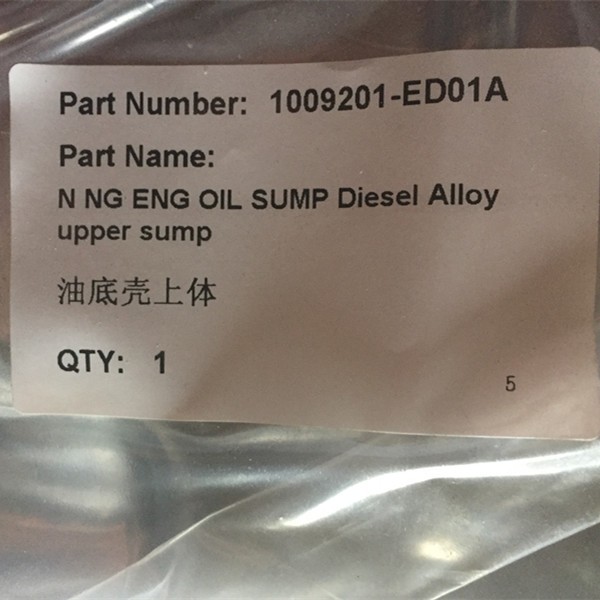 Part Number: 1009201-ED01A
Part Name:
N NG ENG OIL SUMP Diesel Alloy
upper sump
油底壳上体
QTY: 1
5